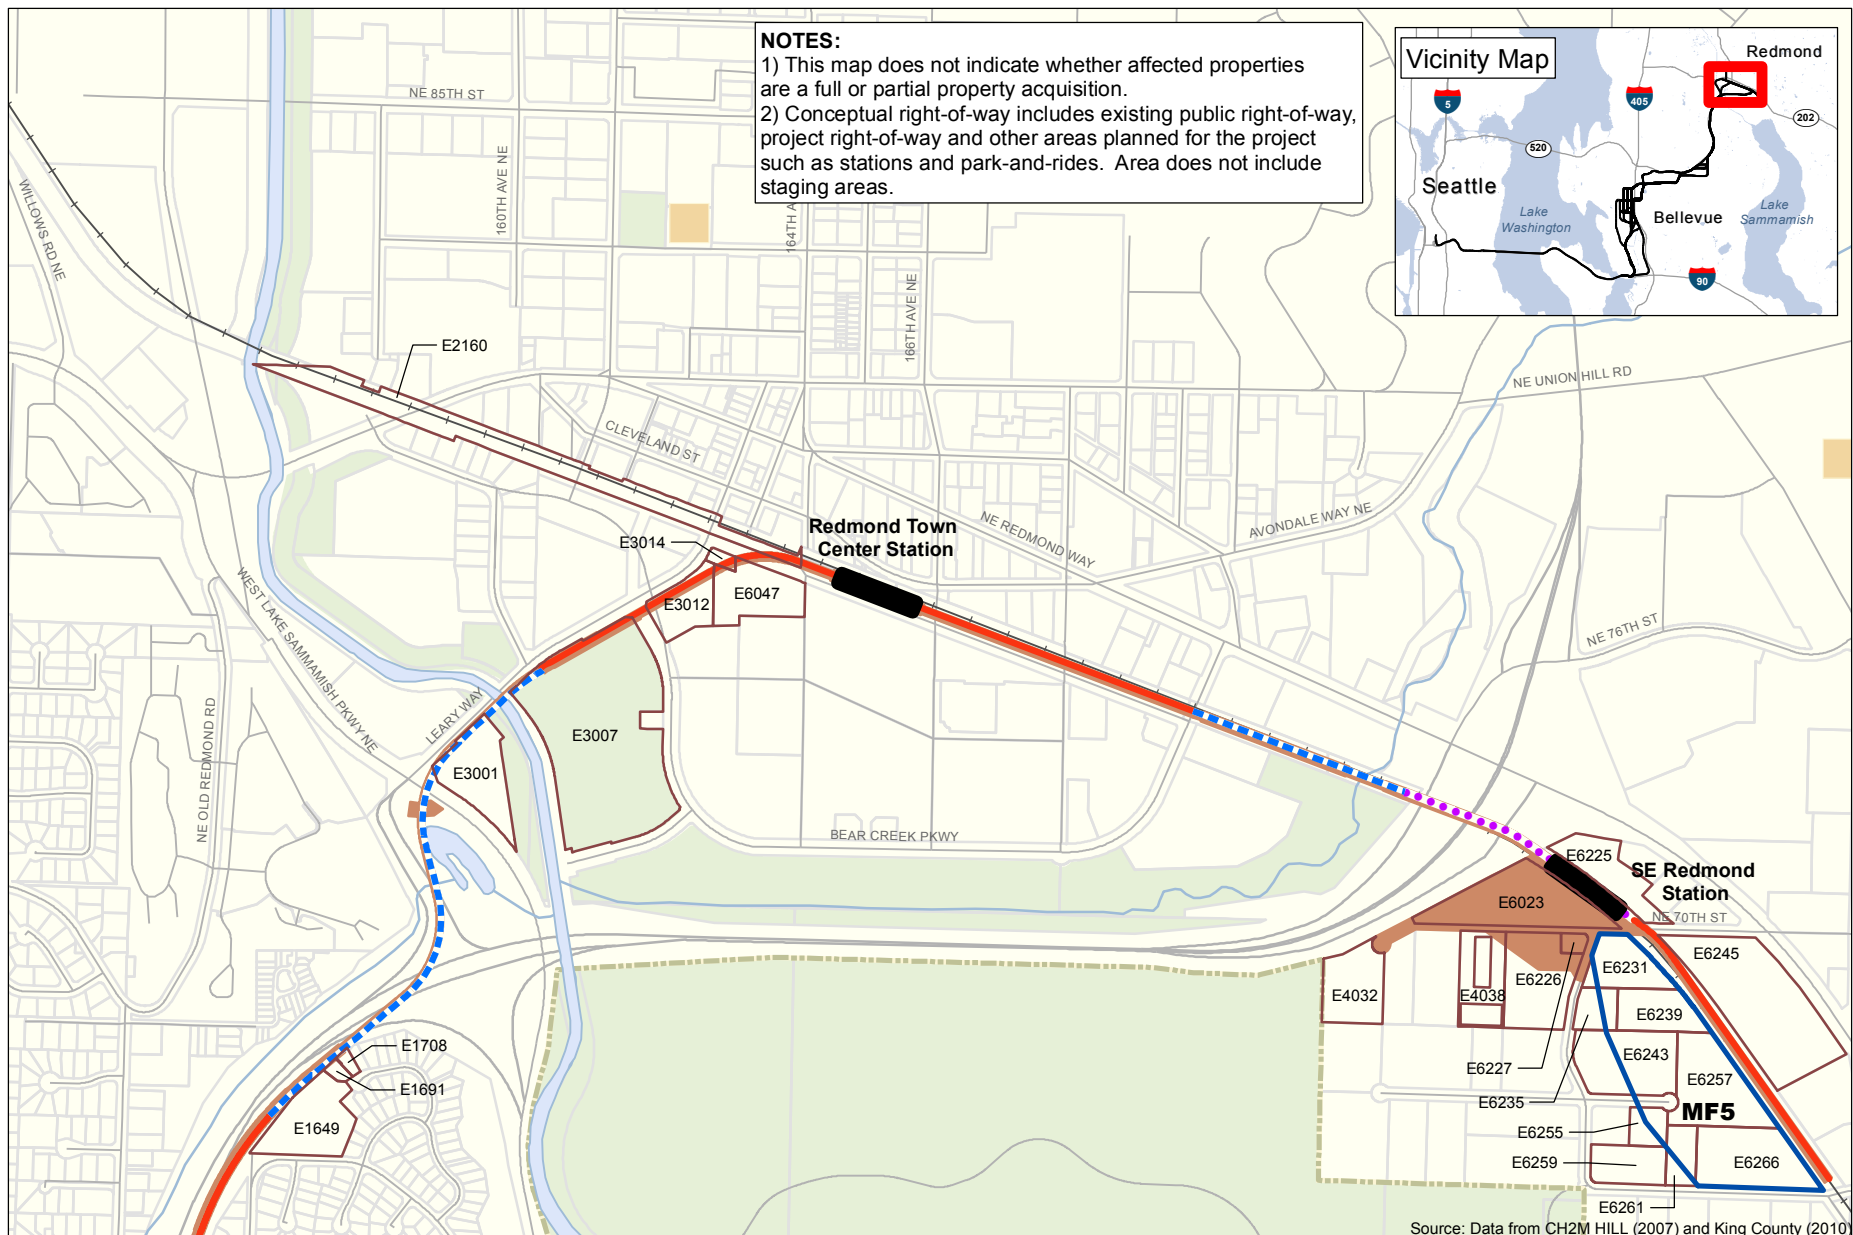 NOTES:
1) This map does not indicate whether affected properties
are a full or partial property acquisition.
2) Conceptual right-of-way includes existing public right-of-way,
project right-of-way and other areas planned for the project
such as stations and park-and-rides.  Area does not include
staging areas.
Vicinity Map
Redmond
5
405
202
520
Seattle
Lake
Washington
Bellevue
Lake
Sammamish
90
NE 85TH ST
160TH AVE NE
164TH A
166TH AVE NE
WILLOWS RD NE
E2160
NE UNION HILL RD
CLEVELAND ST
NE REDMOND WAY
AVONDALE WAY NE
Redmond Town
Center Station
E3014
E3012
E6047
NE 76TH ST
WEST LAKE SAMMAMISH PKWY NE
LEARY WAY
NE OLD REDMOND RD
E3007
E3001
BEAR CREEK PKWY
E6225
SE Redmond
Station
E6023
NE 70TH ST
E6245
E6231
E6226
E4032
E4038
E6239
E6243
E6227
E6257
E6235
MF5
E6255
E6259
E6266
E6261
E1708
E1691
E1649
Source: Data from CH2M HILL (2007) and King County (2010)